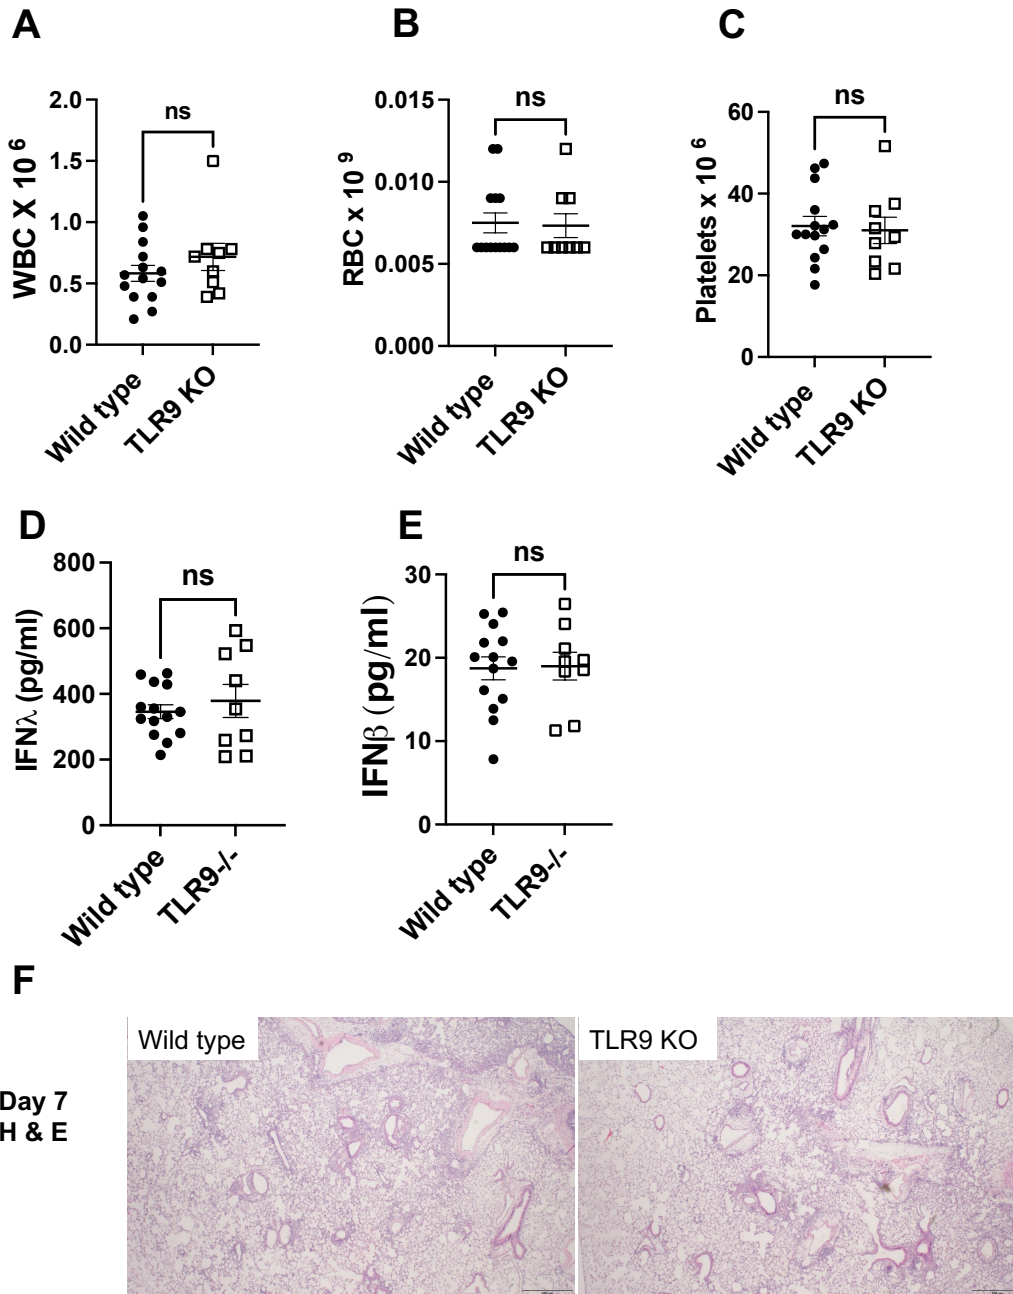 A
B
C
ns
ns
ns
WBC X 10 6
2.0
1.5
1.0
0.5
0.0
Wild type
TLR9 KO
RBC x 10 9
0.015
0.010
0.005
0.000
Wild type
TLR9 KO
Platelets x 10 6
60
40
20
0
Wild type
TLR9 KO
D
E
ns
ns
IFNλ (pg/ml)
800
600
400
200
0
Wild type
TLR9-/-
IFNβ (pg/ml)
30
20
10
0
Wild type
TLR9-/-
F
Wild type
TLR9 KO
Day 7
H & E